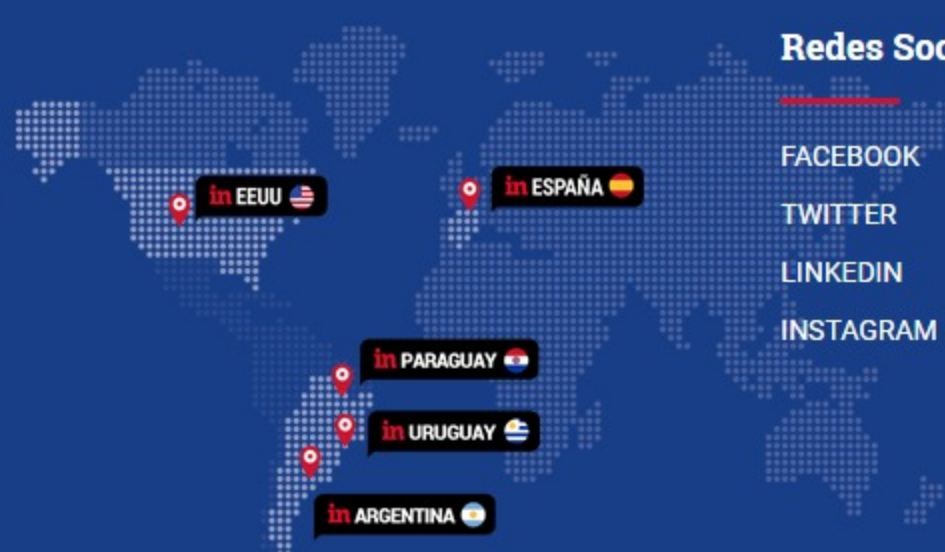 in EEUU
in ESPAÑA
in PARAGUAY
in URUGUAY
in ARGENTINA
Redes Soc
FACEBOOK
TWITTER
LINKEDIN
INSTAGRAM